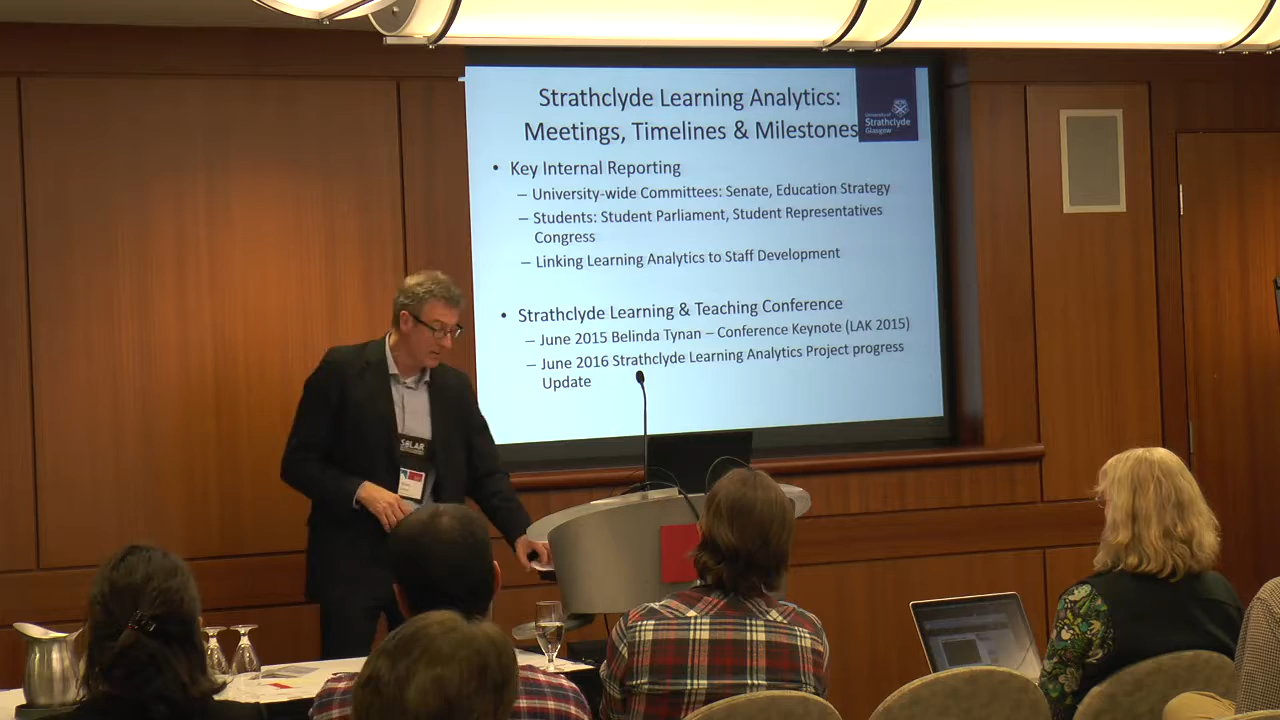 Strathclyde Learning Analytics:
Meetings, Timelines & Milestones
University of
Strathclyde
Glasgow
• Key Internal Reporting
– University-wide Committees: Senate, Education Strategy
– Students: Student Parliament, Student Representatives
Congress
– Linking Learning Analytics to Staff Development
• Strathclyde Learning & Teaching Conference
– June 2015 Belinda Tynan – Conference Keynote (LAK 2015)
– June 2016 Strathclyde Learning Analytics Project progress
Update
SOLAR